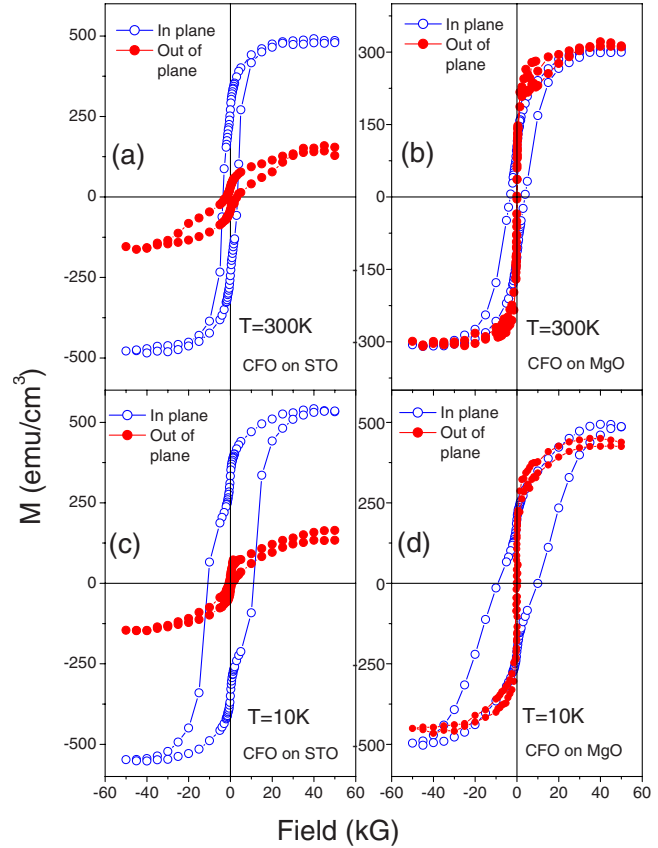 500
250
0
-250
-500
In plane
Out of
plane
(a)
T=300K
CFO on STO
300
150
0
-150
-300
In plane
Out of
plane
(b)
T=300K
CFO on MgO
500
250
0
-250
-500
In plane
Out of
plane
(c)
T=10K
CFO on STO
-60 -40 -20 0 20 40
500
250
0
-250
-500
In plane
Out of
plane
(d)
T=10K
CFO on MgO
-60 -40 -20 0 20 40 60
M (emu/cm³)
Field (kG)